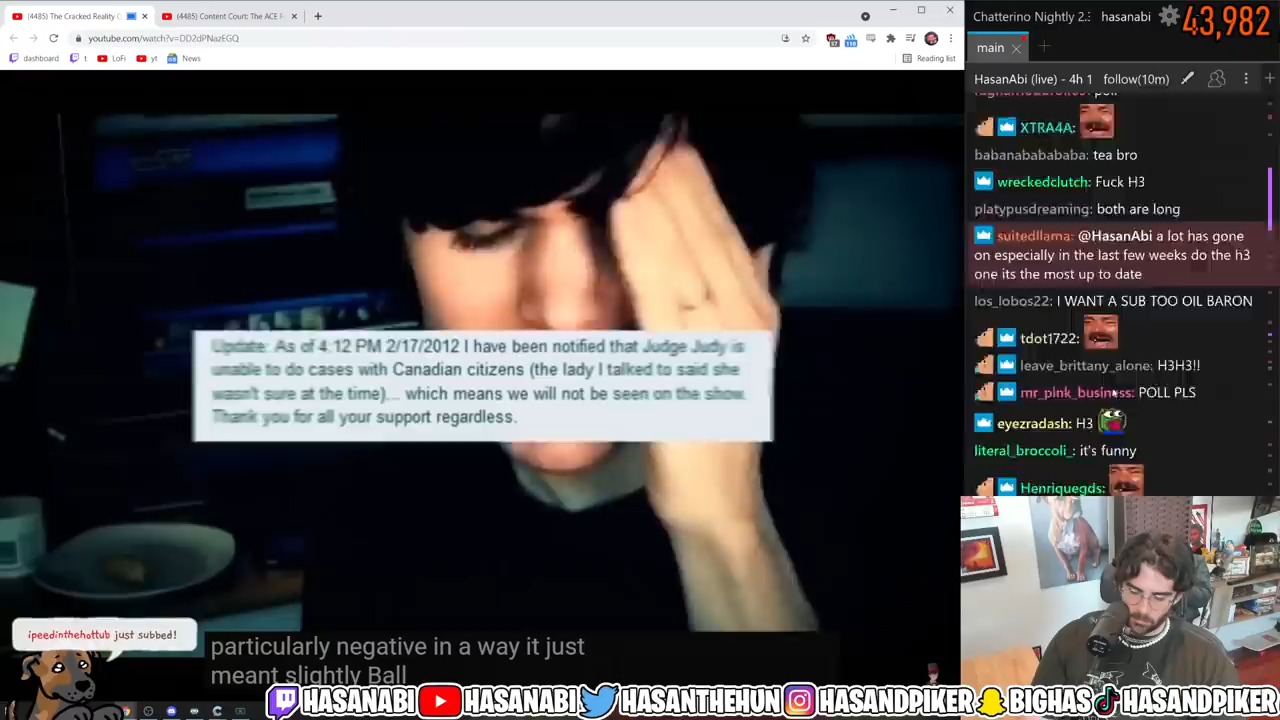 (4485) The Cracked Reality
(4485) Content Court: The ACE F
youtube.com/watch?v=DD2dPNazEGQ
dashboard
t
LoFi
yt
News
Reading list
Update: As of 4:12 PM 2/17/2012 I have been notified that Judge Judy is
unable to do cases with Canadian citizens (the lady I talked to said she
wasn't sure at the time)... which means we will not be seen on the show.
Thank you for all your support regardless.
particularly negative in a way it just
meant slightly Ball
ipeedinthehottub just subbed!
Chatterino Nightly 2.
hasanabi
43,982
main
HasanAbi (live) - 4h 1
follow(10m)
XTRA4A:
babanababababa: tea bro
wreckedclutch: Fuck H3
platypusdreaming: both are long
suitedllama: @HasanAbi a lot has gone
on especially in the last few weeks do the h3
one its the most up to date
los_lobos22: I WANT A SUB TOO OIL BARON
tdot1722:
leave_brittany_alone: H3H3!!
mr_pink_business: POLL PLS
eyezradash: H3
literal_broccoli_: it's funny
Henriquegds:
HASANABI
HASANABI
HASANTHEHUN
HASANDPIKER
BIGHAS
HASANDPIKER